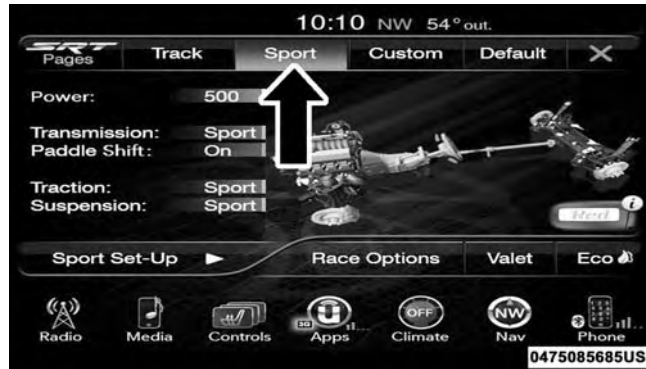 10:10 NW 54° out.
SRT Pages Track Sport Custom Default X
Power: 500
Transmission: Sport
Paddle Shift: On
Traction: Sport
Suspension: Sport
Red
i
Sport Set-Up Race Options Valet Eco
OFF NW
3G
Radio Media Controls Apps Climate Nav Phone
0475085685US